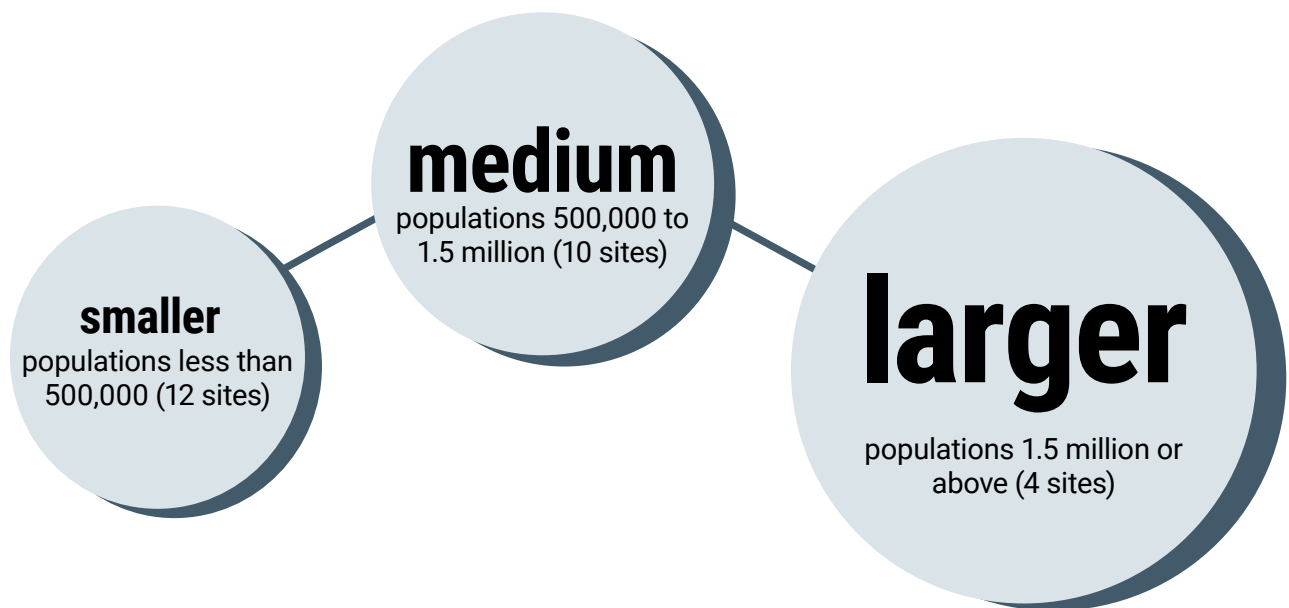 smaller
populations less than
500,000 (12 sites)
medium
populations 500,000 to
1.5 million (10 sites)
larger
populations 1.5 million or
above (4 sites)